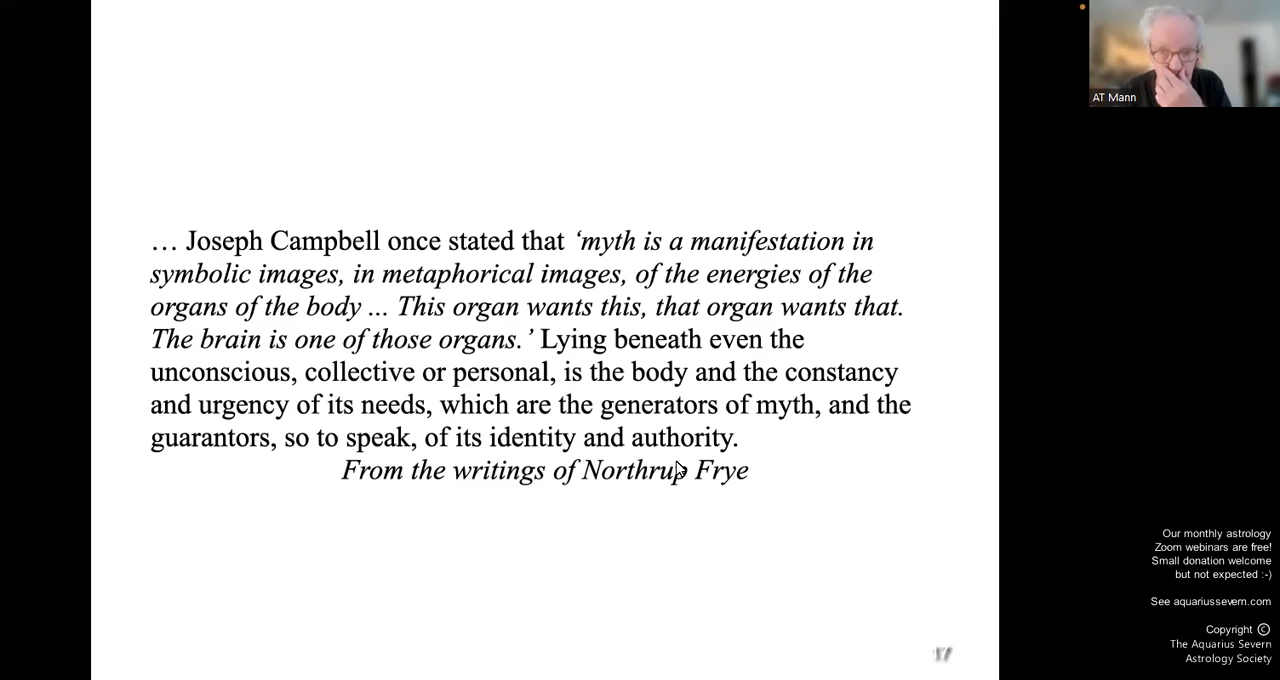 … Joseph Campbell once stated that ‘myth is a manifestation in
symbolic images, in metaphorical images, of the energies of the
organs of the body ... This organ wants this, that organ wants that.
The brain is one of those organs.’ Lying beneath even the
unconscious, collective or personal, is the body and the constancy
and urgency of its needs, which are the generators of myth, and the
guarantors, so to speak, of its identity and authority.
From the writings of Northrup Frye
17
AT Mann
Our monthly astrology
Zoom webinars are free!
Small donation welcome
but not expected :-)
See aquariussevern.com
Copyright ©
The Aquarius Severn
Astrology Society